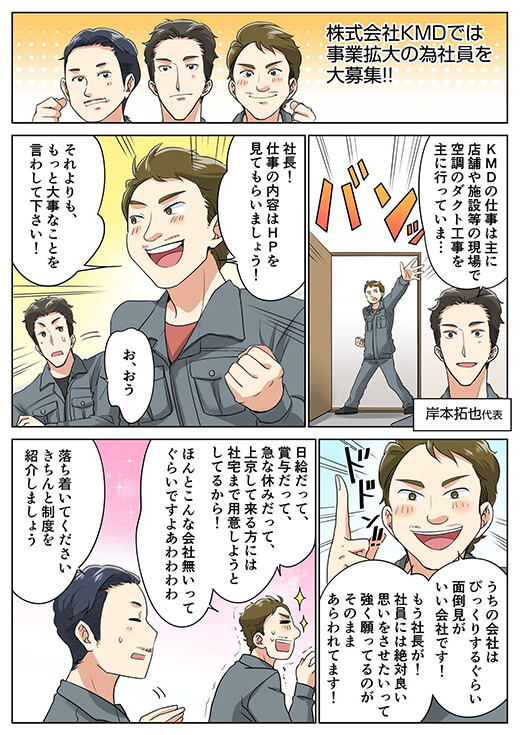 株式会社KMDでは
事業拡大の為社員を
大募集!!
KMDの仕事は主に
店舗や施設等の現場で
空調のダクト工事を
主に行っていま…
バンッ
岸本拓也代表
社長！
仕事の内容はHPを
見てもらいましょう！
それよりも、
もっと大事なことを
言わして下さい！
お、おう
ドドン!!
うちの会社は
びっくりするぐらい
面倒見が
いい会社です！
もう社長が！
社員には絶対良い
思いをさせたいって
強く願ってるのが
そのまま
あらわれてます！
日給だって、
賞与だって、
急な休みだって、
上京して来る方には
社宅まで用意しようと
してるから！
ほんとこんな会社無いって
ぐらいですよあわわわわ
落ち着いてください
きちんと制度を
紹介しましょう